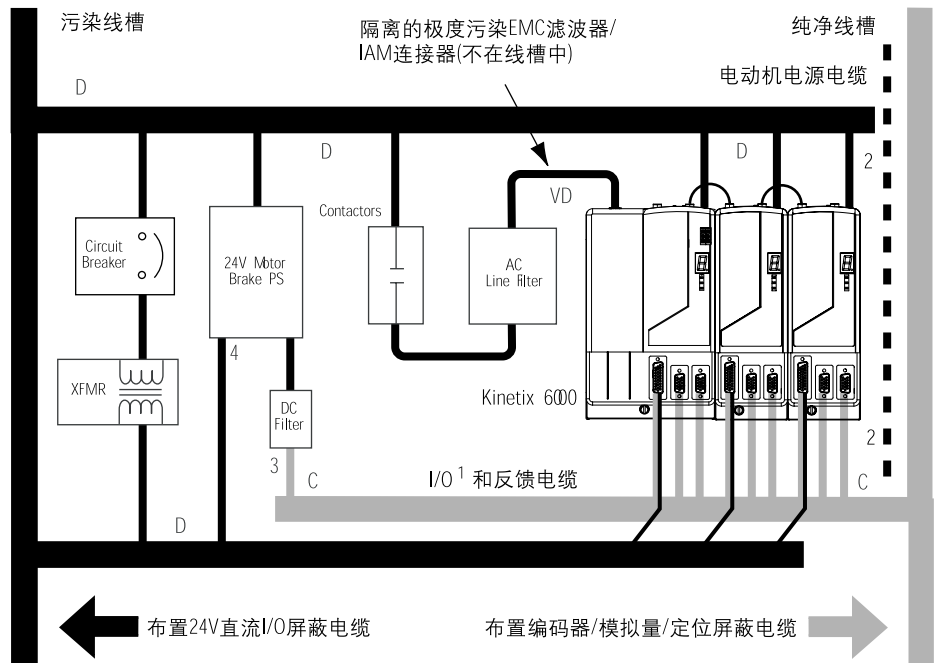 污染线槽
隔离的极度污染EMC滤波器/
IAM连接器(不在线槽中)
纯净线槽
电动机电源电缆
D
D
D
2
VD
Contactors
Circuit
Breaker
24V Motor
Brake PS
AC
Line Filter
4
XFMR
DC
Filter
Kinetix 6000
2
3
C
I/O 1 和反馈电缆
C
D
布置24V直流I/O屏蔽电缆
布置编码器/模拟量/定位屏蔽电缆